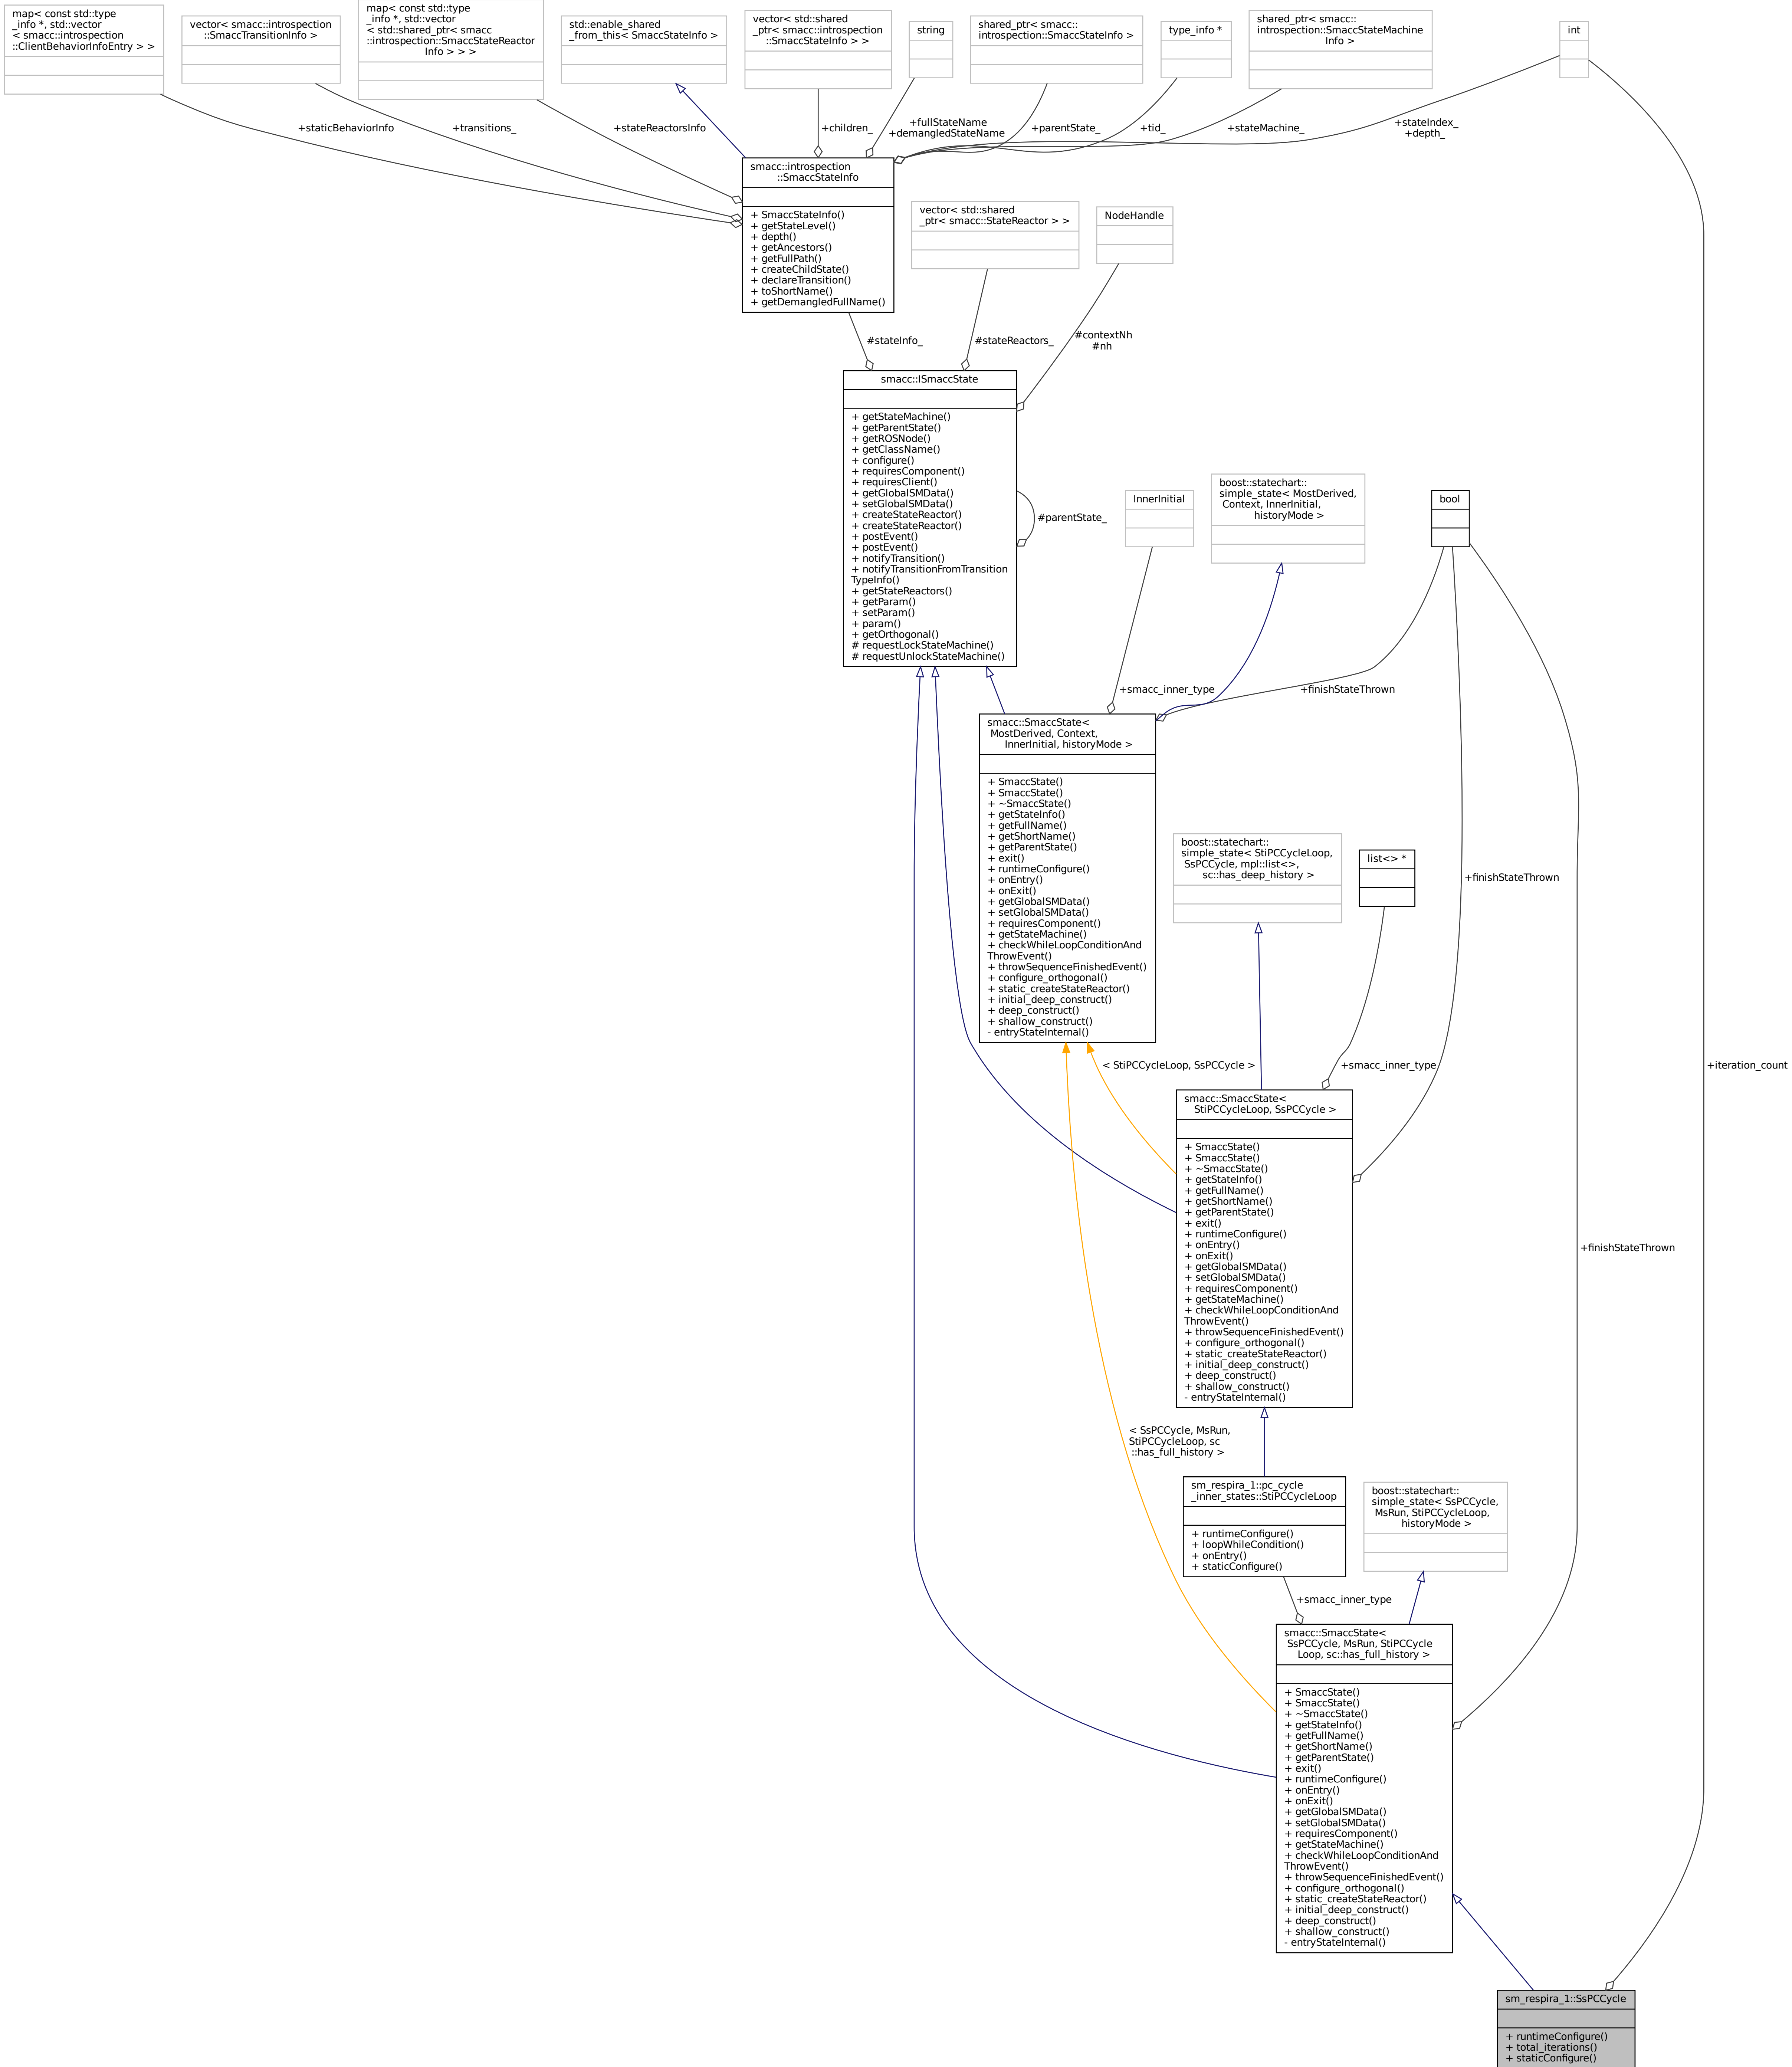 map< const std::type
_info *, std::vector
< smacc::introspection
::ClientBehaviorInfoEntry > >
vector< smacc::introspection
::SmaccTransitionInfo >
map< const std::type
_info *, std::vector
< std::shared_ptr< smacc
::introspection::SmaccStateReactor
Info > > >
std::enable_shared
_from_this< SmaccStateInfo >
vector< std::shared
_ptr< smacc::introspection
::SmaccStateInfo > >
string
shared_ptr< smacc::
introspection::SmaccStateInfo >
type_info *
shared_ptr< smacc::
introspection::SmaccStateMachine
Info >
int
+staticBehaviorInfo
+transitions_
+stateReactorsInfo
+children_
+fullStateName
+demangledStateName
+parentState_
+tid_
+stateMachine_
+stateIndex_
+depth_
smacc::introspection
::SmaccStateInfo
+ SmaccStateInfo()
+ getStateLevel()
+ depth()
+ getAncestors()
+ getFullPath()
+ createChildState()
+ declareTransition()
+ toShortName()
+ getDemangledFullName()
vector< std::shared
_ptr< smacc::StateReactor > >
NodeHandle
#stateInfo_
#stateReactors_
#contextNh
#nh
smacc::ISmaccState
+ getStateMachine()
+ getParentState()
+ getROSNode()
+ getClassName()
+ configure()
+ requiresComponent()
+ requiresClient()
+ getGlobalSMData()
+ setGlobalSMData()
+ createStateReactor()
+ createStateReactor()
+ postEvent()
+ postEvent()
+ notifyTransition()
+ notifyTransitionFromTransition
TypeInfo()
+ getStateReactors()
+ getParam()
+ setParam()
+ param()
+ getOrthogonal()
# requestLockStateMachine()
# requestUnlockStateMachine()
#parentState_
InnerInitial
boost::statechart::
simple_state< MostDerived,
Context, InnerInitial,
historyMode >
bool
+smacc_inner_type
+finishStateThrown
smacc::SmaccState<
MostDerived, Context,
InnerInitial, historyMode >
+ SmaccState()
+ SmaccState()
+ ~SmaccState()
+ getStateInfo()
+ getFullName()
+ getShortName()
+ getParentState()
+ exit()
+ runtimeConfigure()
+ onEntry()
+ onExit()
+ getGlobalSMData()
+ setGlobalSMData()
+ requiresComponent()
+ getStateMachine()
+ checkWhileLoopConditionAnd
ThrowEvent()
+ throwSequenceFinishedEvent()
+ configure_orthogonal()
+ static_createStateReactor()
+ initial_deep_construct()
+ deep_construct()
+ shallow_construct()
- entryStateInternal()
boost::statechart::
simple_state< StiPCCycleLoop,
SsPCCycle, mpl::list<>,
sc::has_deep_history >
list<> *
+finishStateThrown
< StiPCCycleLoop, SsPCCycle >
+smacc_inner_type
+iteration_count
smacc::SmaccState<
StiPCCycleLoop, SsPCCycle >
+ SmaccState()
+ SmaccState()
+ ~SmaccState()
+ getStateInfo()
+ getFullName()
+ getShortName()
+ getParentState()
+ exit()
+ runtimeConfigure()
+ onEntry()
+ onExit()
+ getGlobalSMData()
+ setGlobalSMData()
+ requiresComponent()
+ getStateMachine()
+ checkWhileLoopConditionAnd
ThrowEvent()
+ throwSequenceFinishedEvent()
+ configure_orthogonal()
+ static_createStateReactor()
+ initial_deep_construct()
+ deep_construct()
+ shallow_construct()
- entryStateInternal()
+finishStateThrown
< SsPCCycle, MsRun,
StiPCCycleLoop, sc
::has_full_history >
sm_respira_1::pc_cycle
_inner_states::StiPCCycleLoop
+ runtimeConfigure()
+ loopWhileCondition()
+ onEntry()
+ staticConfigure()
boost::statechart::
simple_state< SsPCCycle,
MsRun, StiPCCycleLoop,
historyMode >
+smacc_inner_type
smacc::SmaccState<
SsPCCycle, MsRun, StiPCCycle
Loop, sc::has_full_history >
+ SmaccState()
+ SmaccState()
+ ~SmaccState()
+ getStateInfo()
+ getFullName()
+ getShortName()
+ getParentState()
+ exit()
+ runtimeConfigure()
+ onEntry()
+ onExit()
+ getGlobalSMData()
+ setGlobalSMData()
+ requiresComponent()
+ getStateMachine()
+ checkWhileLoopConditionAnd
ThrowEvent()
+ throwSequenceFinishedEvent()
+ configure_orthogonal()
+ static_createStateReactor()
+ initial_deep_construct()
+ deep_construct()
+ shallow_construct()
- entryStateInternal()
sm_respira_1::SsPCCycle
+ runtimeConfigure()
+ total_iterations()
+ staticConfigure()